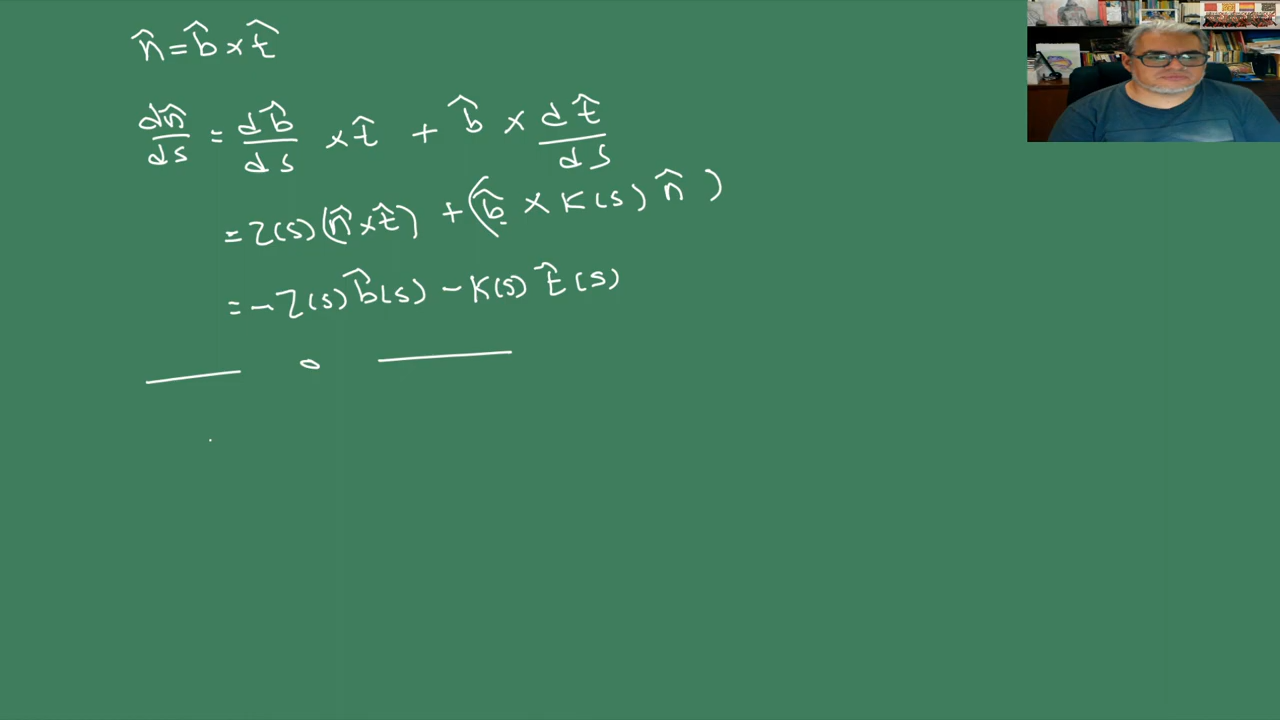 n̂ = b̂ × t̂
dn̂/ds = db̂/ds × t̂ + b̂ × dt̂/ds
= τ(s)(n̂ × t̂) + (b̂ × K(s) n̂)
= -τ(s) b̂(s) - K(s) t̂(s)